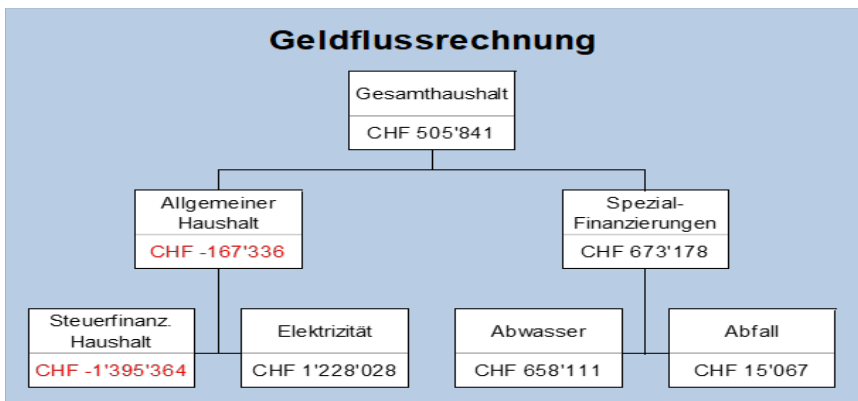 Geldflussrechnung
Gesamthaushalt
CHF 505'841
Allgemeiner
Haushalt
CHF -167'336
Spezial-
Finanzierungen
CHF 673'178
Steuerfinanz.
Haushalt
CHF -1'395'364
Elektrizität
CHF 1'228'028
Abwasser
CHF 658'111
Abfall
CHF 15'067